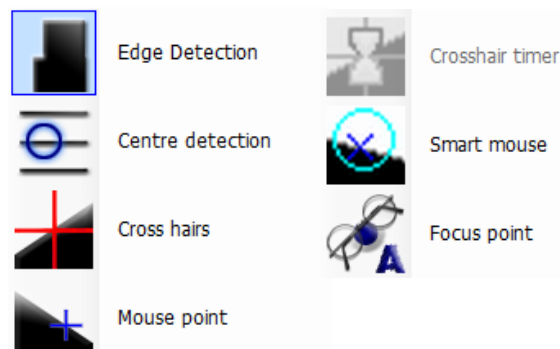 Edge Detection
Centre detection
Cross hairs
Mouse point
Crosshair timer
Smart mouse
Focus point
A